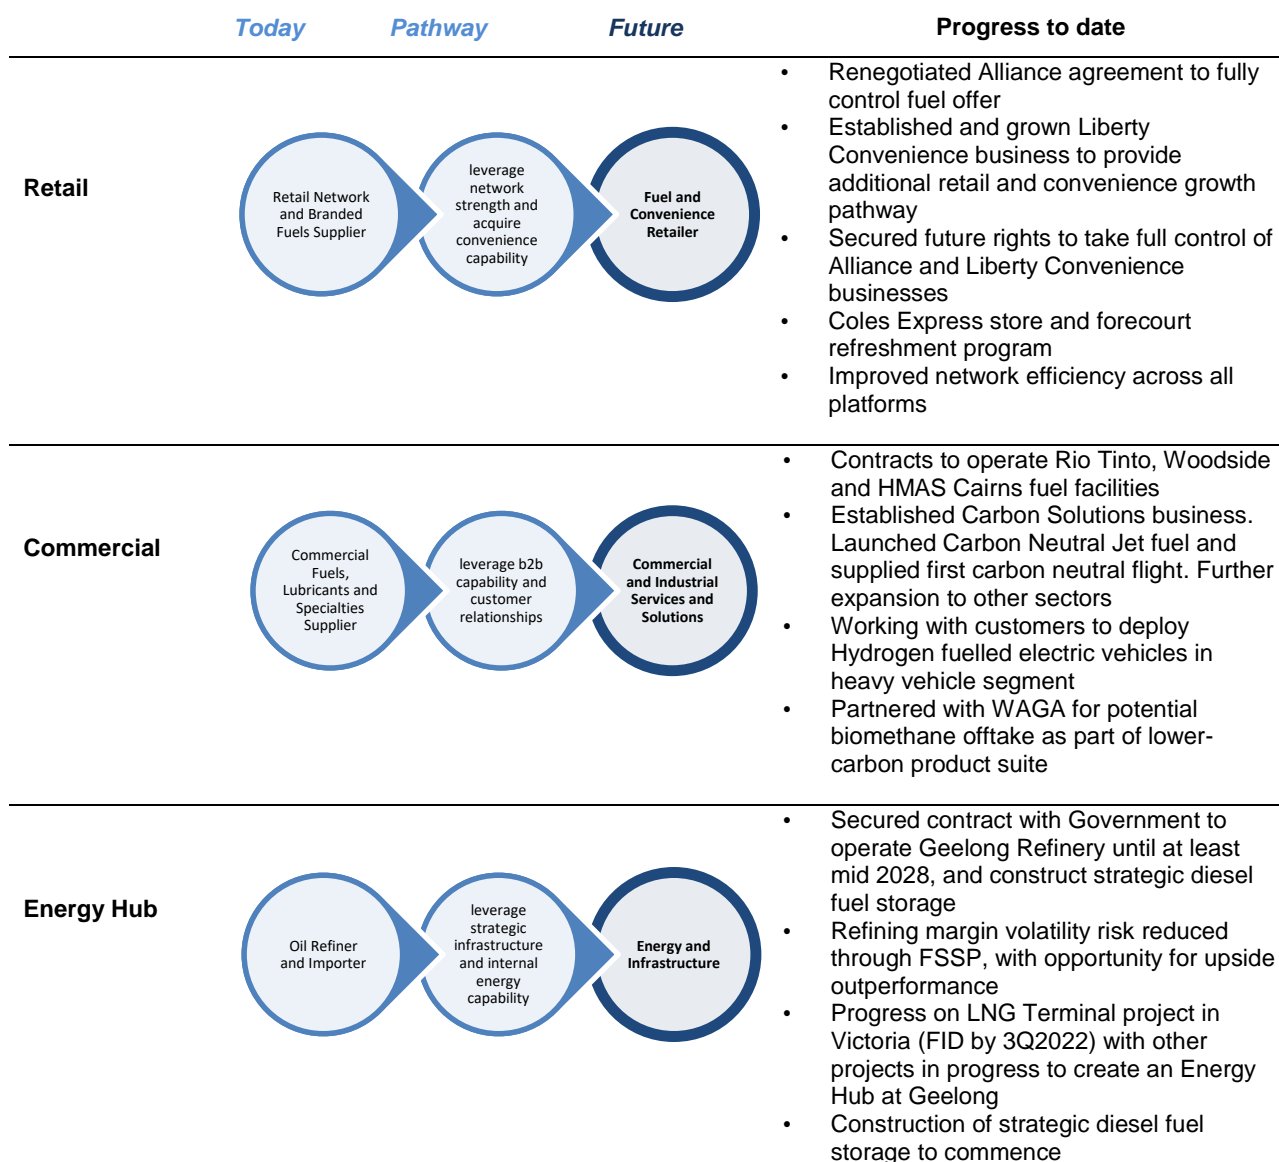 Today Pathway Future Progress to date
Retail
Retail Network
and Branded
Fuels Supplier
leverage
network
strength and
acquire
convenience
capability
Fuel and
Convenience
Retailer
• Renegotiated Alliance agreement to fully
control fuel offer
• Established and grown Liberty
Convenience business to provide
additional retail and convenience growth
pathway
• Secured future rights to take full control of
Alliance and Liberty Convenience
businesses
• Coles Express store and forecourt
refreshment program
• Improved network efficiency across all
platforms
Commercial
Commercial
Fuels,
Lubricants and
Specialties
Supplier
leverage b2b
capability and
customer
relationships
Commercial
and Industrial
Services and
Solutions
• Contracts to operate Rio Tinto, Woodside
and HMAS Cairns fuel facilities
• Established Carbon Solutions business.
Launched Carbon Neutral Jet fuel and
supplied first carbon neutral flight. Further
expansion to other sectors
• Working with customers to deploy
Hydrogen fuelled electric vehicles in
heavy vehicle segment
• Partnered with WAGA for potential
biomethane offtake as part of lower-
carbon product suite
Energy Hub
Oil Refiner
and Importer
leverage
strategic
infrastructure
and internal
energy
capability
Energy and
Infrastructure
• Secured contract with Government to
operate Geelong Refinery until at least
mid 2028, and construct strategic diesel
fuel storage
• Refining margin volatility risk reduced
through FSSP, with opportunity for upside
outperformance
• Progress on LNG Terminal project in
Victoria (FID by 3Q2022) with other
projects in progress to create an Energy
Hub at Geelong
• Construction of strategic diesel fuel
storage to commence